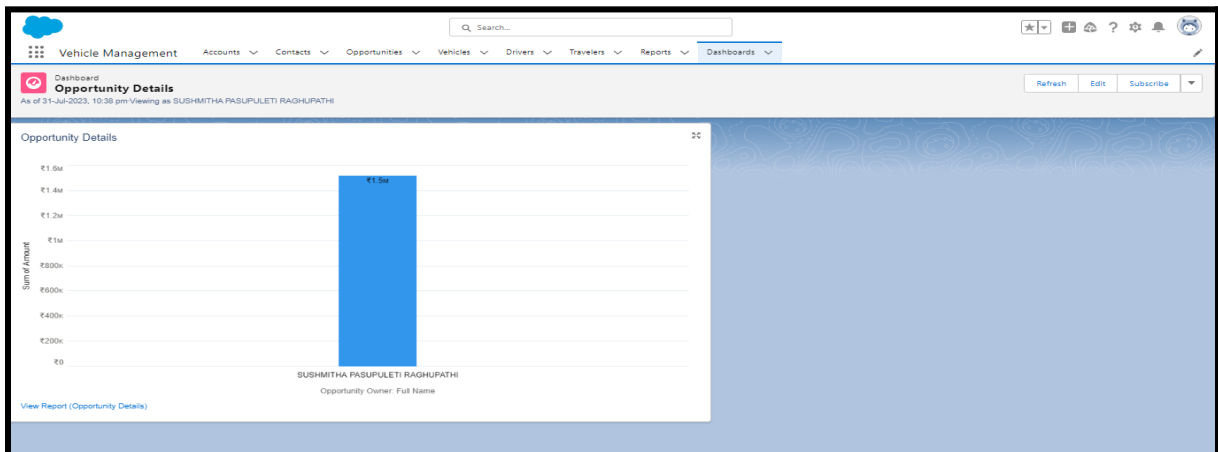 Search...
Vehicle Management Accounts Contacts Opportunities Vehicles Drivers Travelers Reports Dashboards
Dashboard
Opportunity Details
As of 31-Jul-2023, 10:38 pm·Viewing as SUSHMITHA PASUPULETI RAGHUPATHI
Refresh Edit Subscribe
Opportunity Details
₹1.6M
₹1.5M
₹1.4M
₹1.2M
₹1M
₹800K
₹600K
₹400K
₹200K
₹0
Sum of Amount
SUSHMITHA PASUPULETI RAGHUPATHI
Opportunity Owner: Full Name
View Report (Opportunity Details)